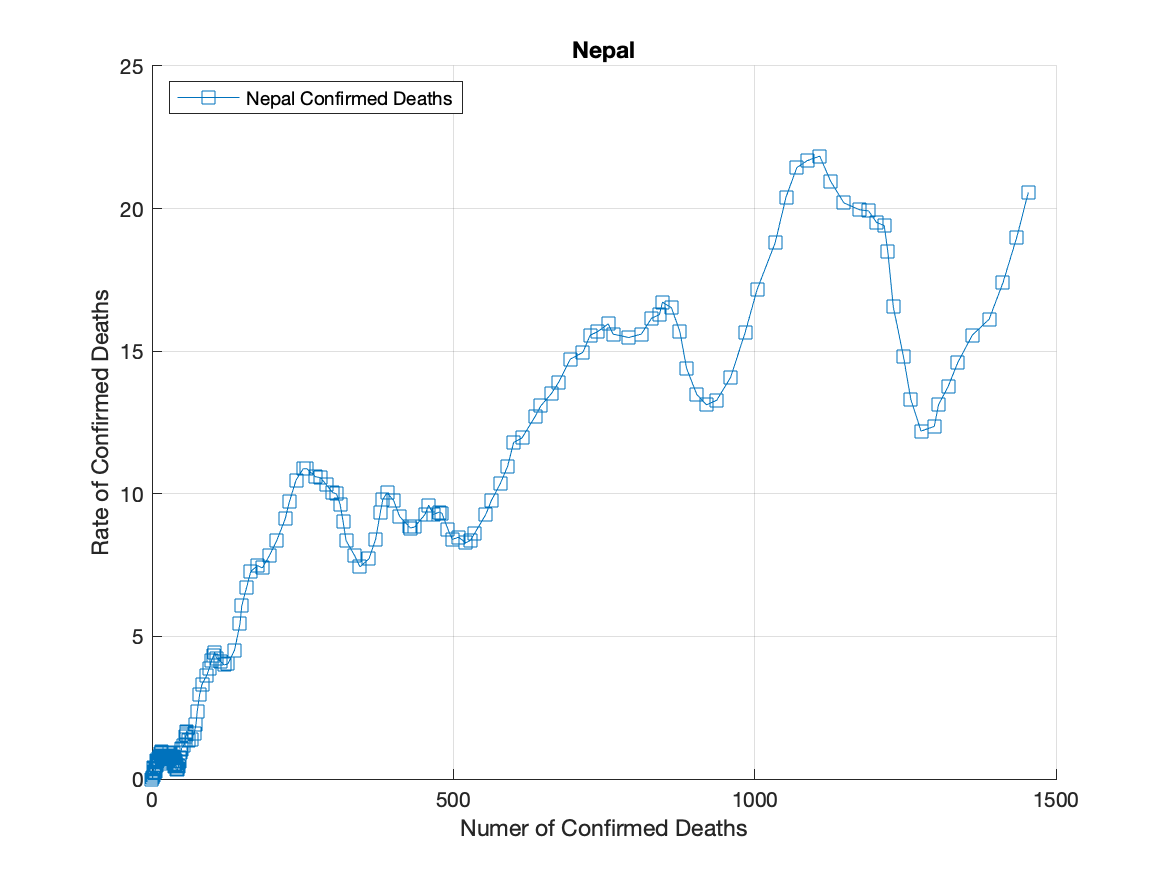 Nepal
Nepal Confirmed Deaths
25
20
15
10
5
0
Rate of Confirmed Deaths
0 500 1000 1500
Numer of Confirmed Deaths